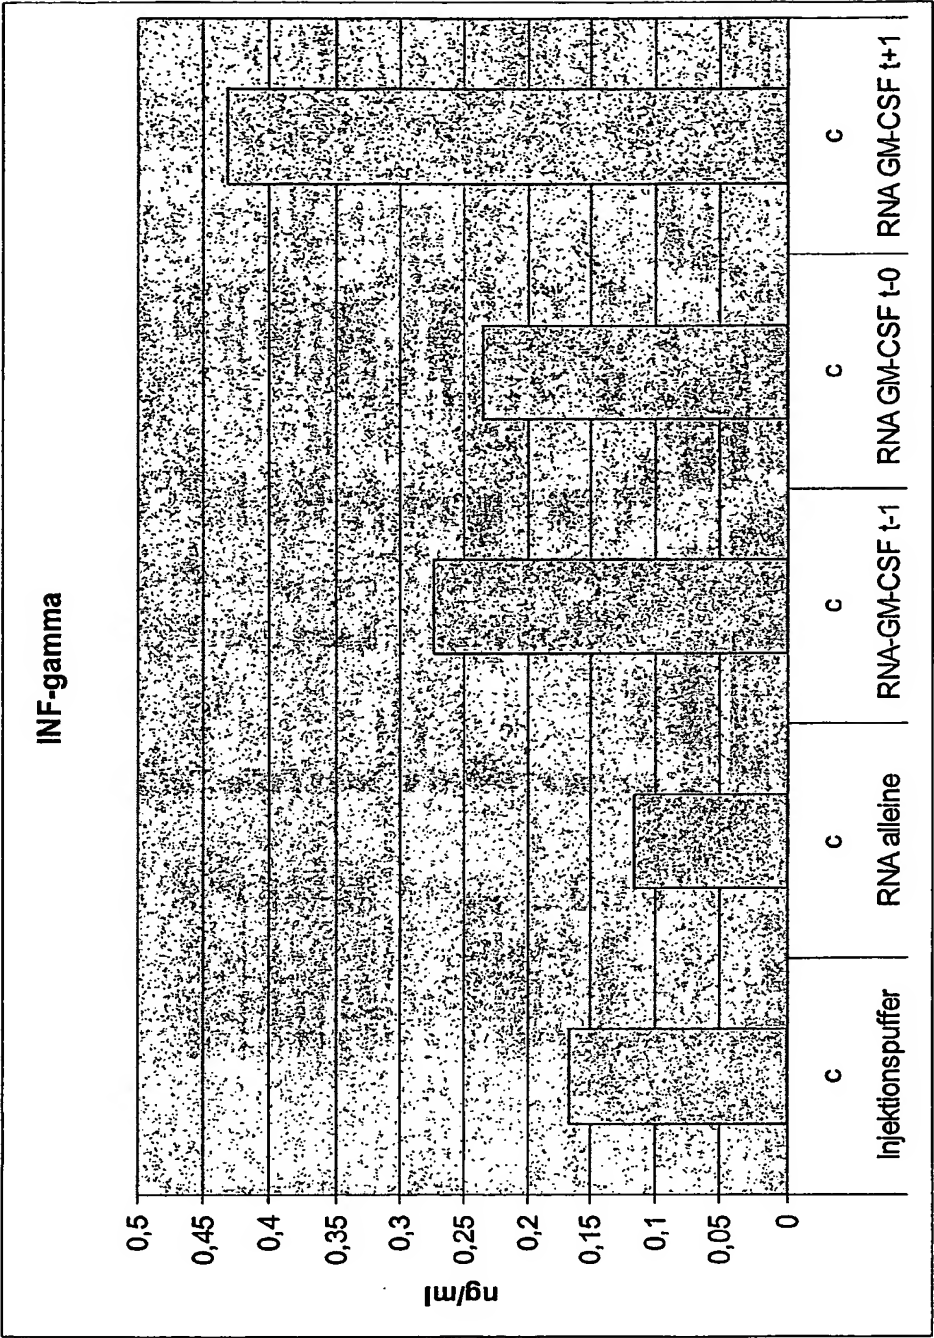 INF-gamma
ng/ml
0,5
0,45
0,4
0,35
0,3
0,25
0,2
0,15
0,1
0,05
0
c c c c c
Injektionspuffer RNA alleine RNA-GM-CSF t-1 RNA GM-CSF t-0 RNA GM-CSF t+1